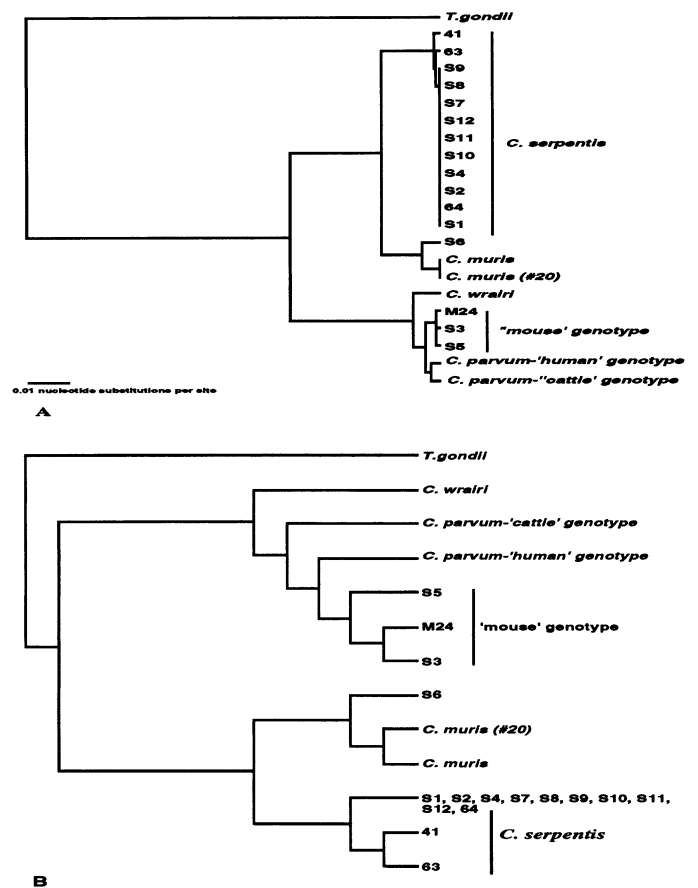 T.gondii
41
63
S9
S8
S7
S12
S11
S10
S4
S2
64
S1
C. serpentis
S6
C. muris
C. muris (#20)
C. wrairi
M24
S3
S5
"mouse' genotype
C. parvum-'human' genotype
C. parvum-"cattle' genotype
0.01 nucleotide substitutions per site
A
T.gondii
C. wrairi
C. parvum-'cattle' genotype
C. parvum-'human' genotype
S5
M24
'mouse' genotype
S3
S6
C. muris (#20)
C. muris
S1, S2, S4, S7, S8, S9, S10, S11,
S12, 64
41
C. serpentis
63
B